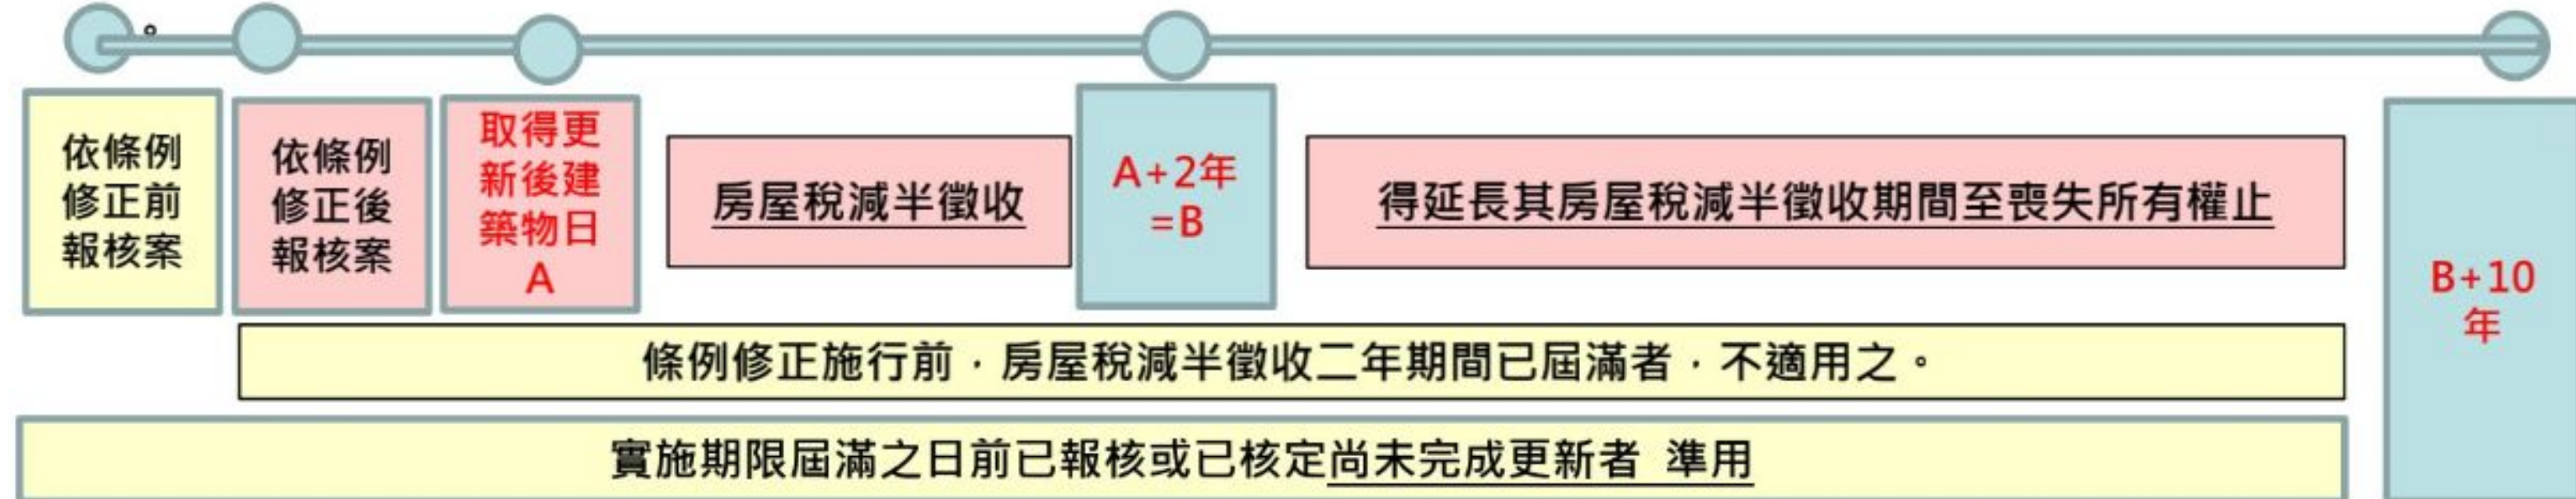 。
依條例
修正前
報核案
依條例
修正後
報核案
取得更
新後建
築物日
A
房屋稅減半徵收
A+2年
=B
得延長其房屋稅減半徵收期間至喪失所有權止
B+10
年
條例修正施行前，房屋稅減半徵收二年期間已屆滿者，不適用之。
實施期限屆滿之日前已報核或已核定尚未完成更新者 準用